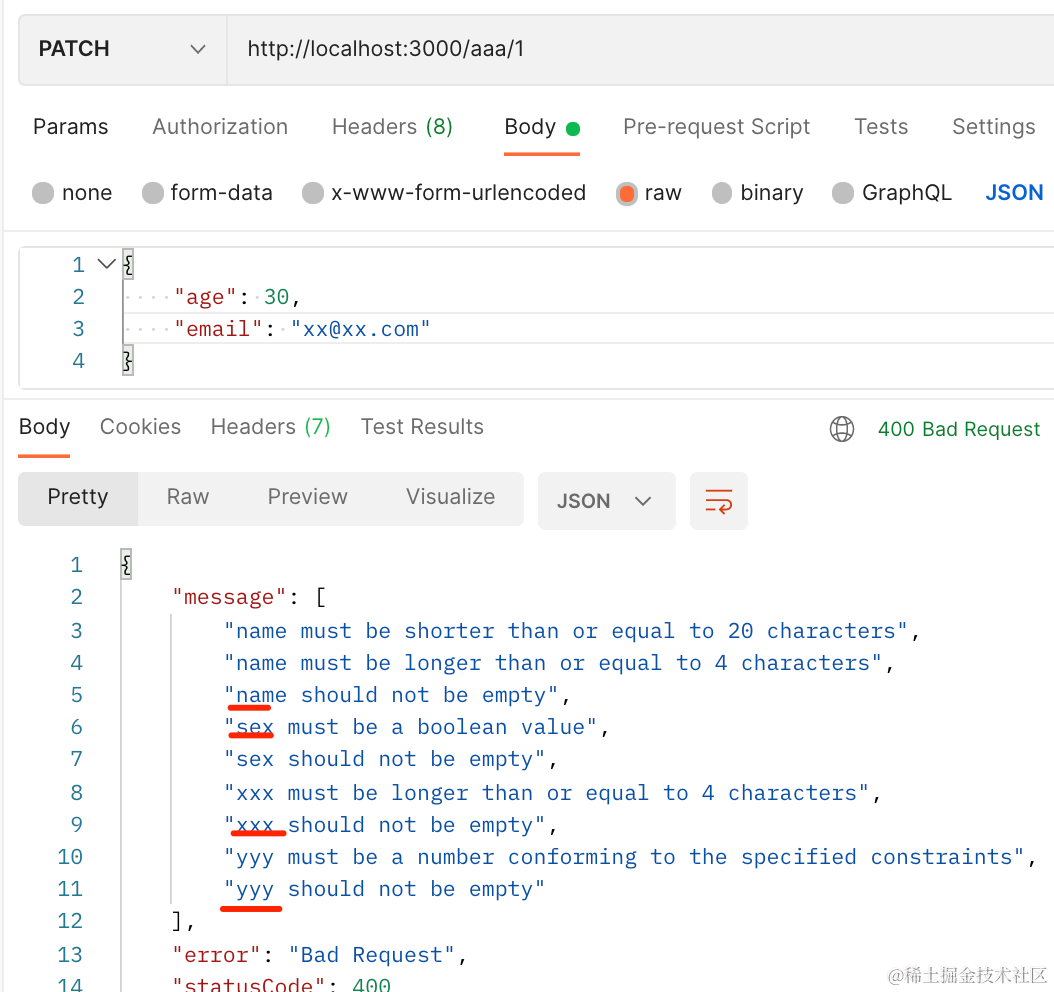 PATCH http://localhost:3000/aaa/1
Params Authorization Headers (8) Body Pre-request Script Tests Settings
none form-data x-www-form-urlencoded raw binary GraphQL JSON
1 {
2 "age": 30,
3 "email": "xx@xx.com"
4 }
Body Cookies Headers (7) Test Results 400 Bad Request
Pretty Raw Preview Visualize JSON
1 {
2 "message": [
3 "name must be shorter than or equal to 20 characters",
4 "name must be longer than or equal to 4 characters",
5 "name should not be empty",
6 "sex must be a boolean value",
7 "sex should not be empty",
8 "xxx must be longer than or equal to 4 characters",
9 "xxx should not be empty",
10 "yyy must be a number conforming to the specified constraints",
11 "yyy should not be empty"
12 ],
13 "error": "Bad Request",
14 "statusCode": 400
@稀土掘金技术社区